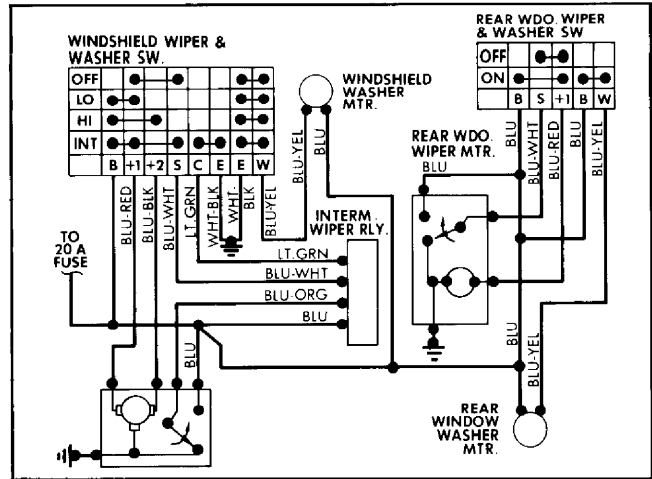 WINDSHIELD WIPER &
WASHER SW.
OFF
LO
HI
INT
B +1 +2 S C E E W
BLU-RED
BLU-BLK
BLU-WHT
LT.GRN
WHT-BLK
WHT-
BLK
BLU-YEL
TO
20 A
FUSE
WINDSHIELD
WASHER
MTR.
BLU-YEL
BLU
INTERM.
WIPER RLY.
LT.GRN
BLU-WHT
BLU-ORG
BLU
BLU
REAR WDO. WIPER
& WASHER SW
OFF
ON
B S +1 B W
BLU
BLU-WHT
BLU-RED
BLU
BLU-YEL
REAR WDO.
WIPER MTR.
BLU
BLU
BLU-YEL
REAR
WINDOW
WASHER
MTR.